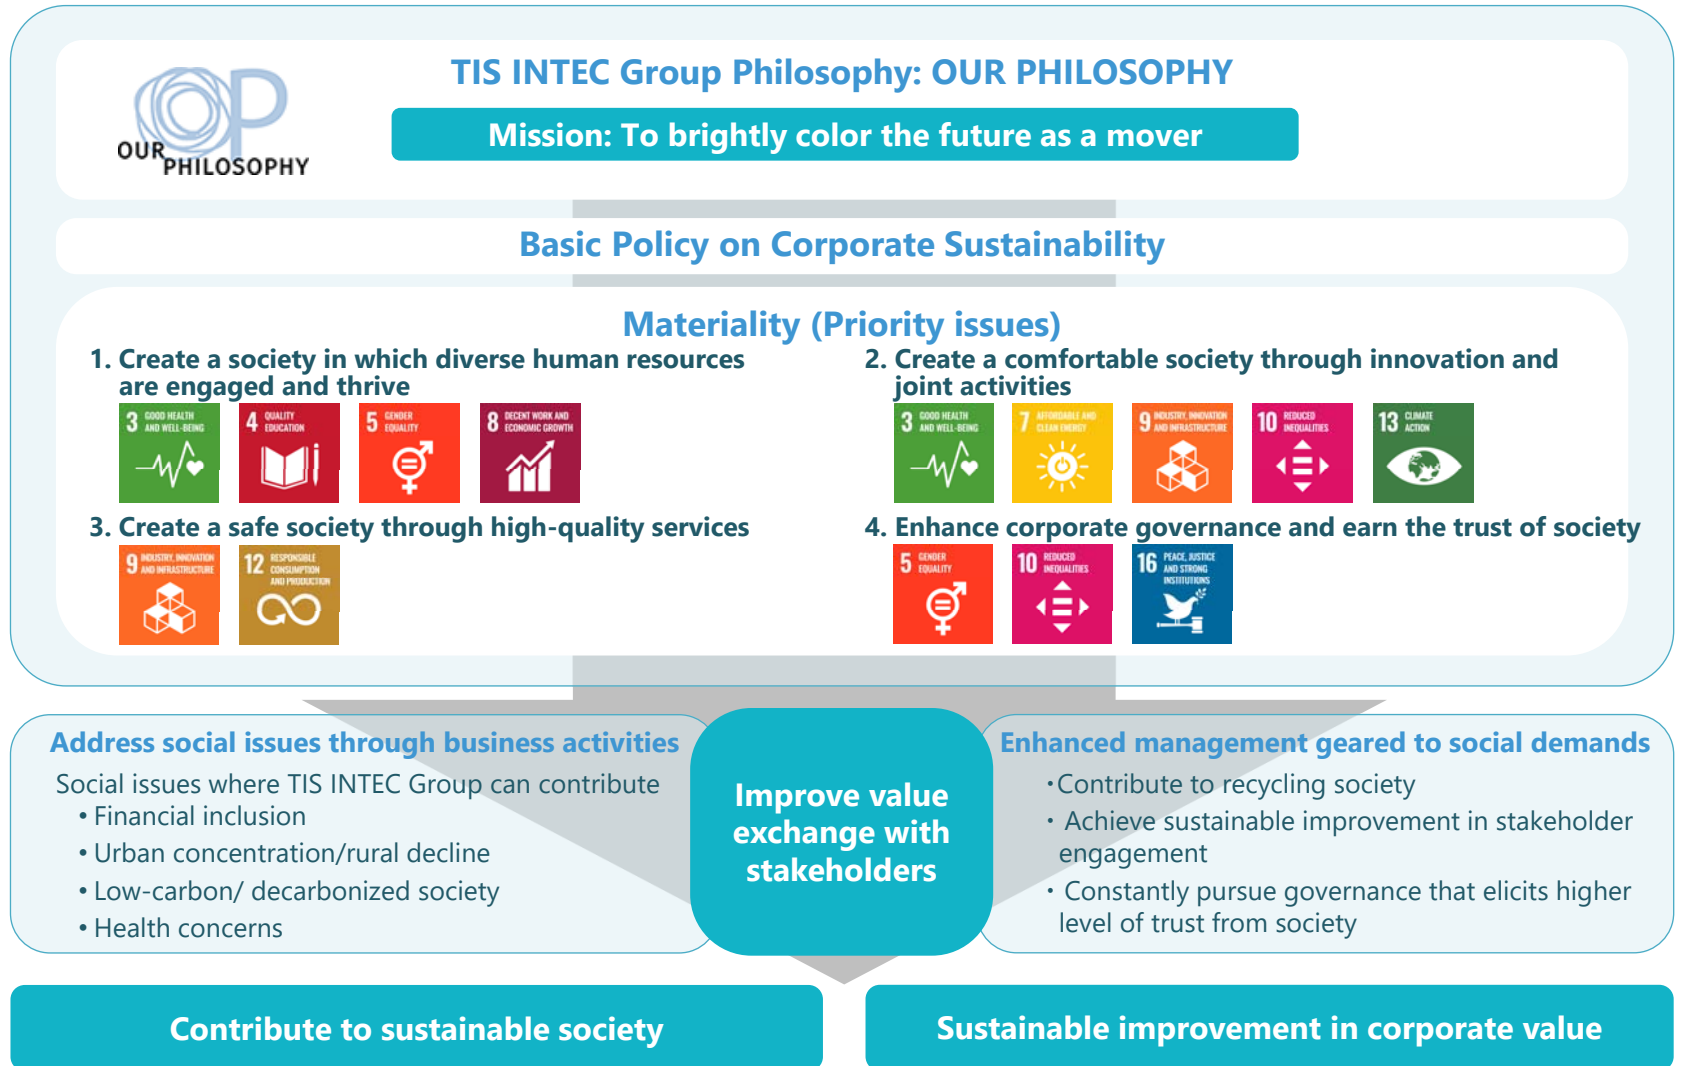 OUR
PHILOSOPHY
OP
TIS INTEC Group Philosophy: OUR PHILOSOPHY
Mission: To brightly color the future as a mover
Basic Policy on Corporate Sustainability
Materiality (Priority issues)
1. Create a society in which diverse human resources
are engaged and thrive
3 GOOD HEALTH
AND WELL-BEING
4 QUALITY
EDUCATION
5 GENDER
EQUALITY
8 DECENT WORK AND
ECONOMIC GROWTH
2. Create a comfortable society through innovation and
joint activities
3 GOOD HEALTH
AND WELL-BEING
7 AFFORDABLE AND
CLEAN ENERGY
9 INDUSTRY, INNOVATION
AND INFRASTRUCTURE
10 REDUCED
INEQUALITIES
13 CLIMATE
ACTION
3. Create a safe society through high-quality services
9 INDUSTRY, INNOVATION
AND INFRASTRUCTURE
12 RESPONSIBLE
CONSUMPTION
AND PRODUCTION
4. Enhance corporate governance and earn the trust of society
5 GENDER
EQUALITY
10 REDUCED
INEQUALITIES
16 PEACE, JUSTICE
AND STRONG
INSTITUTIONS
Address social issues through business activities
Social issues where TIS INTEC Group can contribute
• Financial inclusion
• Urban concentration/rural decline
• Low-carbon/ decarbonized society
• Health concerns
Improve value
exchange with
stakeholders
Enhanced management geared to social demands
・Contribute to recycling society
・ Achieve sustainable improvement in stakeholder
engagement
・ Constantly pursue governance that elicits higher
level of trust from society
Contribute to sustainable society
Sustainable improvement in corporate value